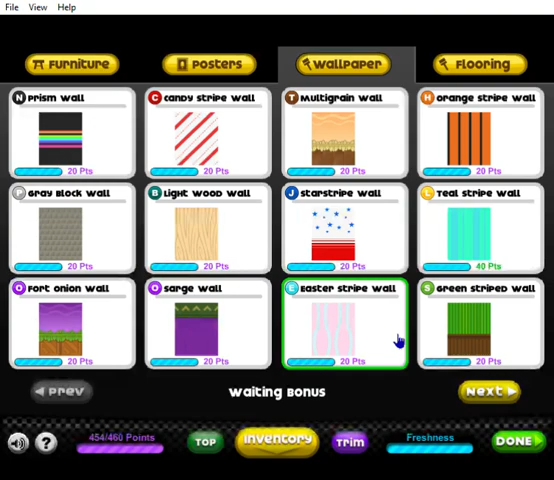 File View Help
Furniture Posters Wallpaper Flooring
N Prism Wall C Candy Stripe Wall T Multigrain Wall H Orange Stripe Wall
20 Pts 20 Pts 20 Pts 20 Pts
P Gray Block Wall B Light Wood Wall J Starstripe Wall L Teal Stripe Wall
20 Pts 20 Pts 20 Pts 40 Pts
O Fort Onion Wall O Sarge Wall E Easter Stripe Wall S Green Striped Wall
20 Pts 20 Pts 20 Pts 20 Pts
Prev Waiting Bonus Next
? 454/460 Points TOP Inventory Trim Freshness DONE